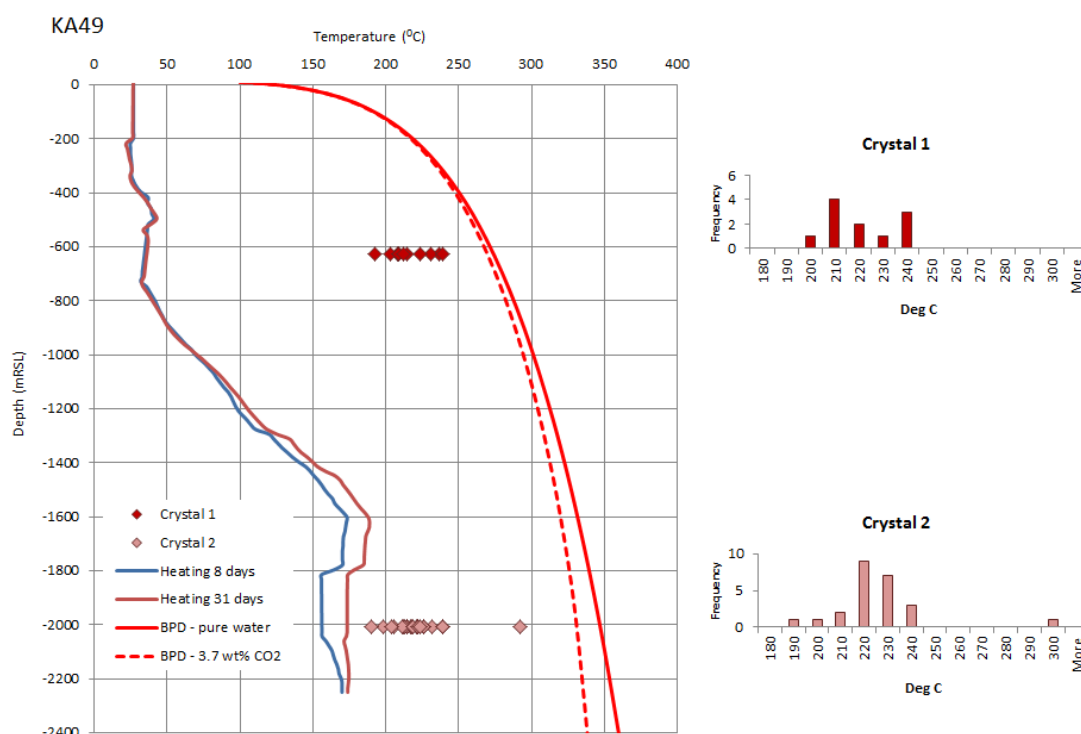 KA49
Temperature (⁰C)
0 50 100 150 200 250 300 350 400
0
-200
-400
-600
-800
-1000
-1200
-1400
-1600
-1800
-2000
-2200
-2400
Depth (mRSL)
Crystal 1
Crystal 2
Heating 8 days
Heating 31 days
BPD - pure water
BPD - 3.7 wt% CO2
Crystal 1
Frequency
6
4
2
0
180 190 200 210 220 230 240 250 260 270 280 290 300 More
Deg C
Crystal 2
Frequency
10
5
0
180 190 200 210 220 230 240 250 260 270 280 290 300 More
Deg C